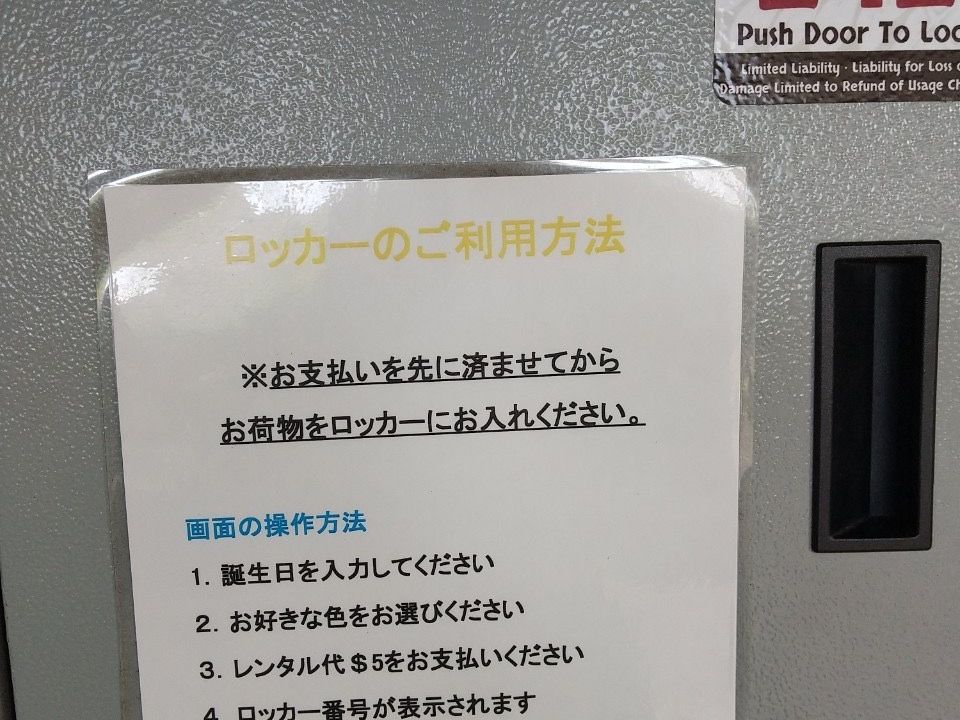 Push Door To Loc
Limited Liability · Liability for Loss
Damage Limited to Refund of Usage Ch
ロッカーのご利用方法
※お支払いを先に済ませてから
お荷物をロッカーにお入れください。
画面の操作方法
1. 誕生日を入力してください
2. お好きな色をお選びください
3. レンタル代＄5をお支払いください
4. ロッカー番号が表示されます